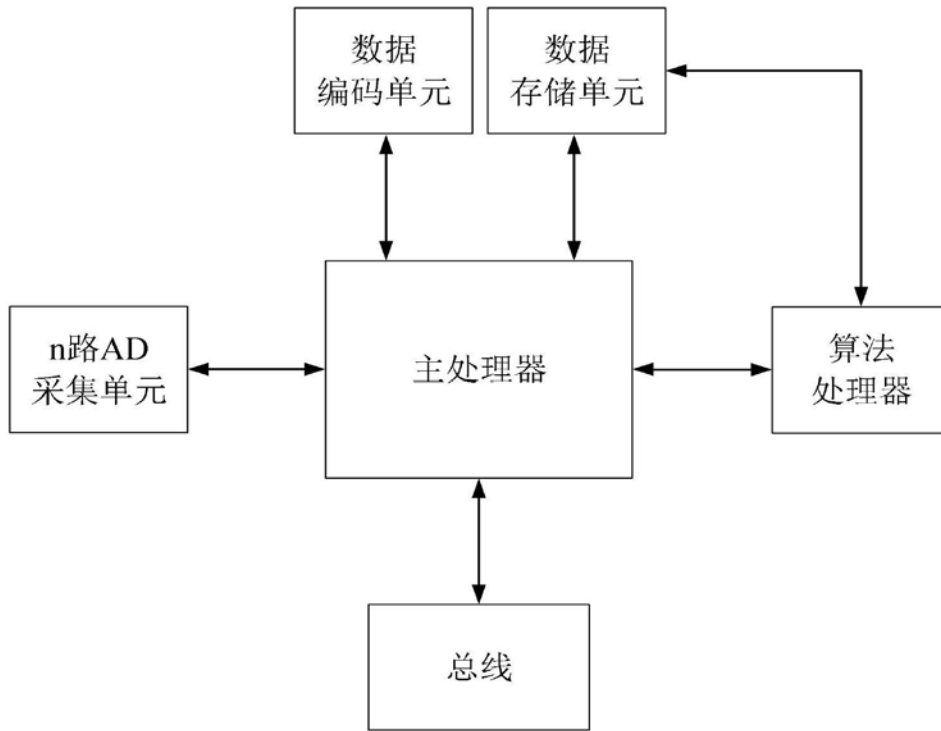 数据
编码单元
数据
存储单元
n路AD
采集单元
主处理器
算法
处理器
总线